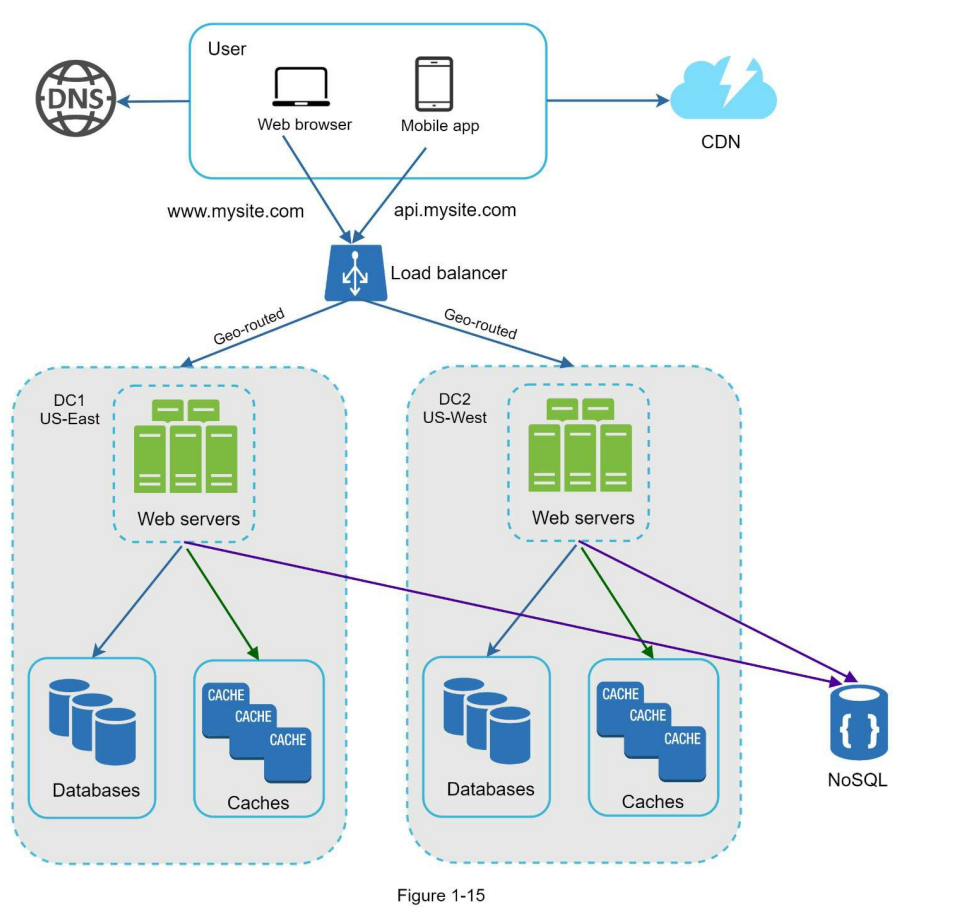 User
DNS
Web browser
Mobile app
CDN
www.mysite.com
api.mysite.com
Load balancer
Geo-routed
Geo-routed
DC1
US-East
Web servers
DC2
US-West
Web servers
CACHE
CACHE
CACHE
Databases
Caches
CACHE
CACHE
CACHE
Databases
Caches
{ }
NoSQL
Figure 1-15